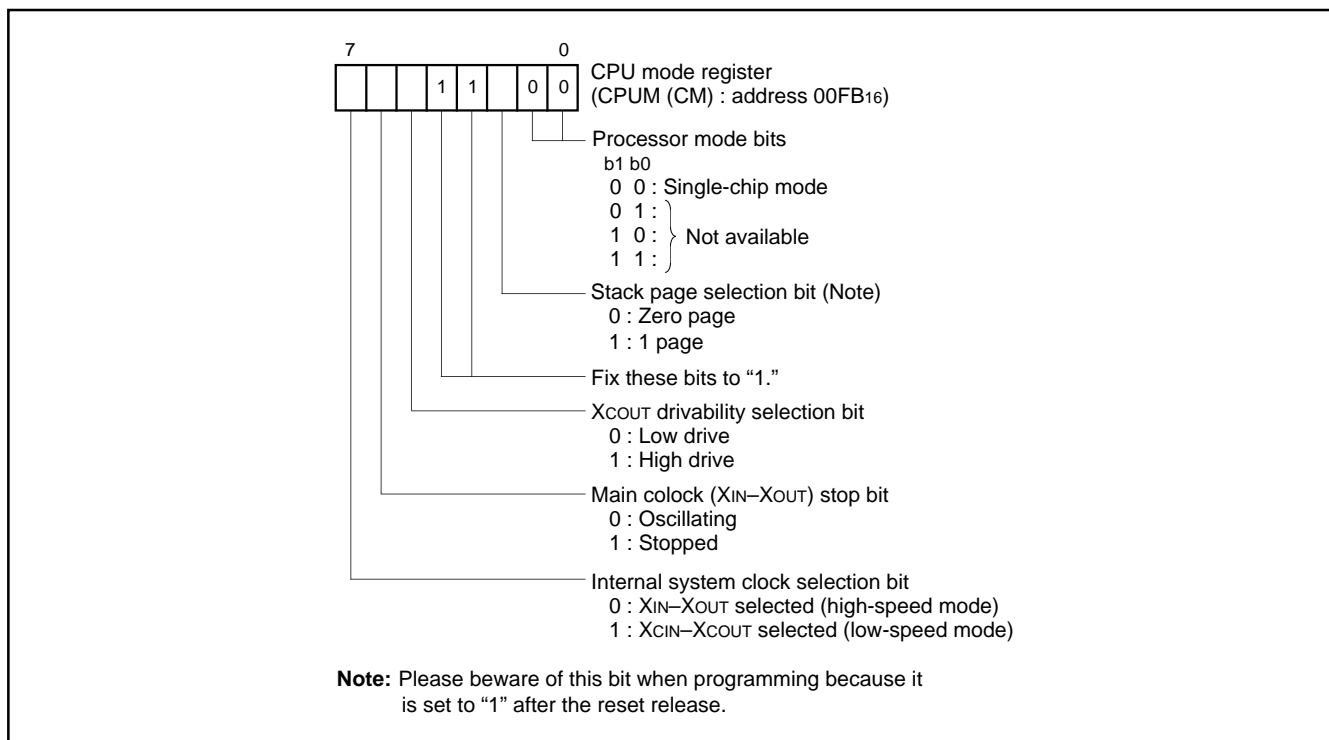 7 0
1 1 0 0
CPU mode register
(CPUM (CM) : address 00FB16)
Processor mode bits
b1 b0
0 0 : Single-chip mode
0 1 :
1 0 : Not available
1 1 :
Stack page selection bit (Note)
0 : Zero page
1 : 1 page
Fix these bits to “1.”
XCOUT drivability selection bit
0 : Low drive
1 : High drive
Main colock (XIN–XOUT) stop bit
0 : Oscillating
1 : Stopped
Internal system clock selection bit
0 : XIN–XOUT selected (high-speed mode)
1 : XCIN–XCOUT selected (low-speed mode)
Note: Please beware of this bit when programming because it
is set to “1” after the reset release.